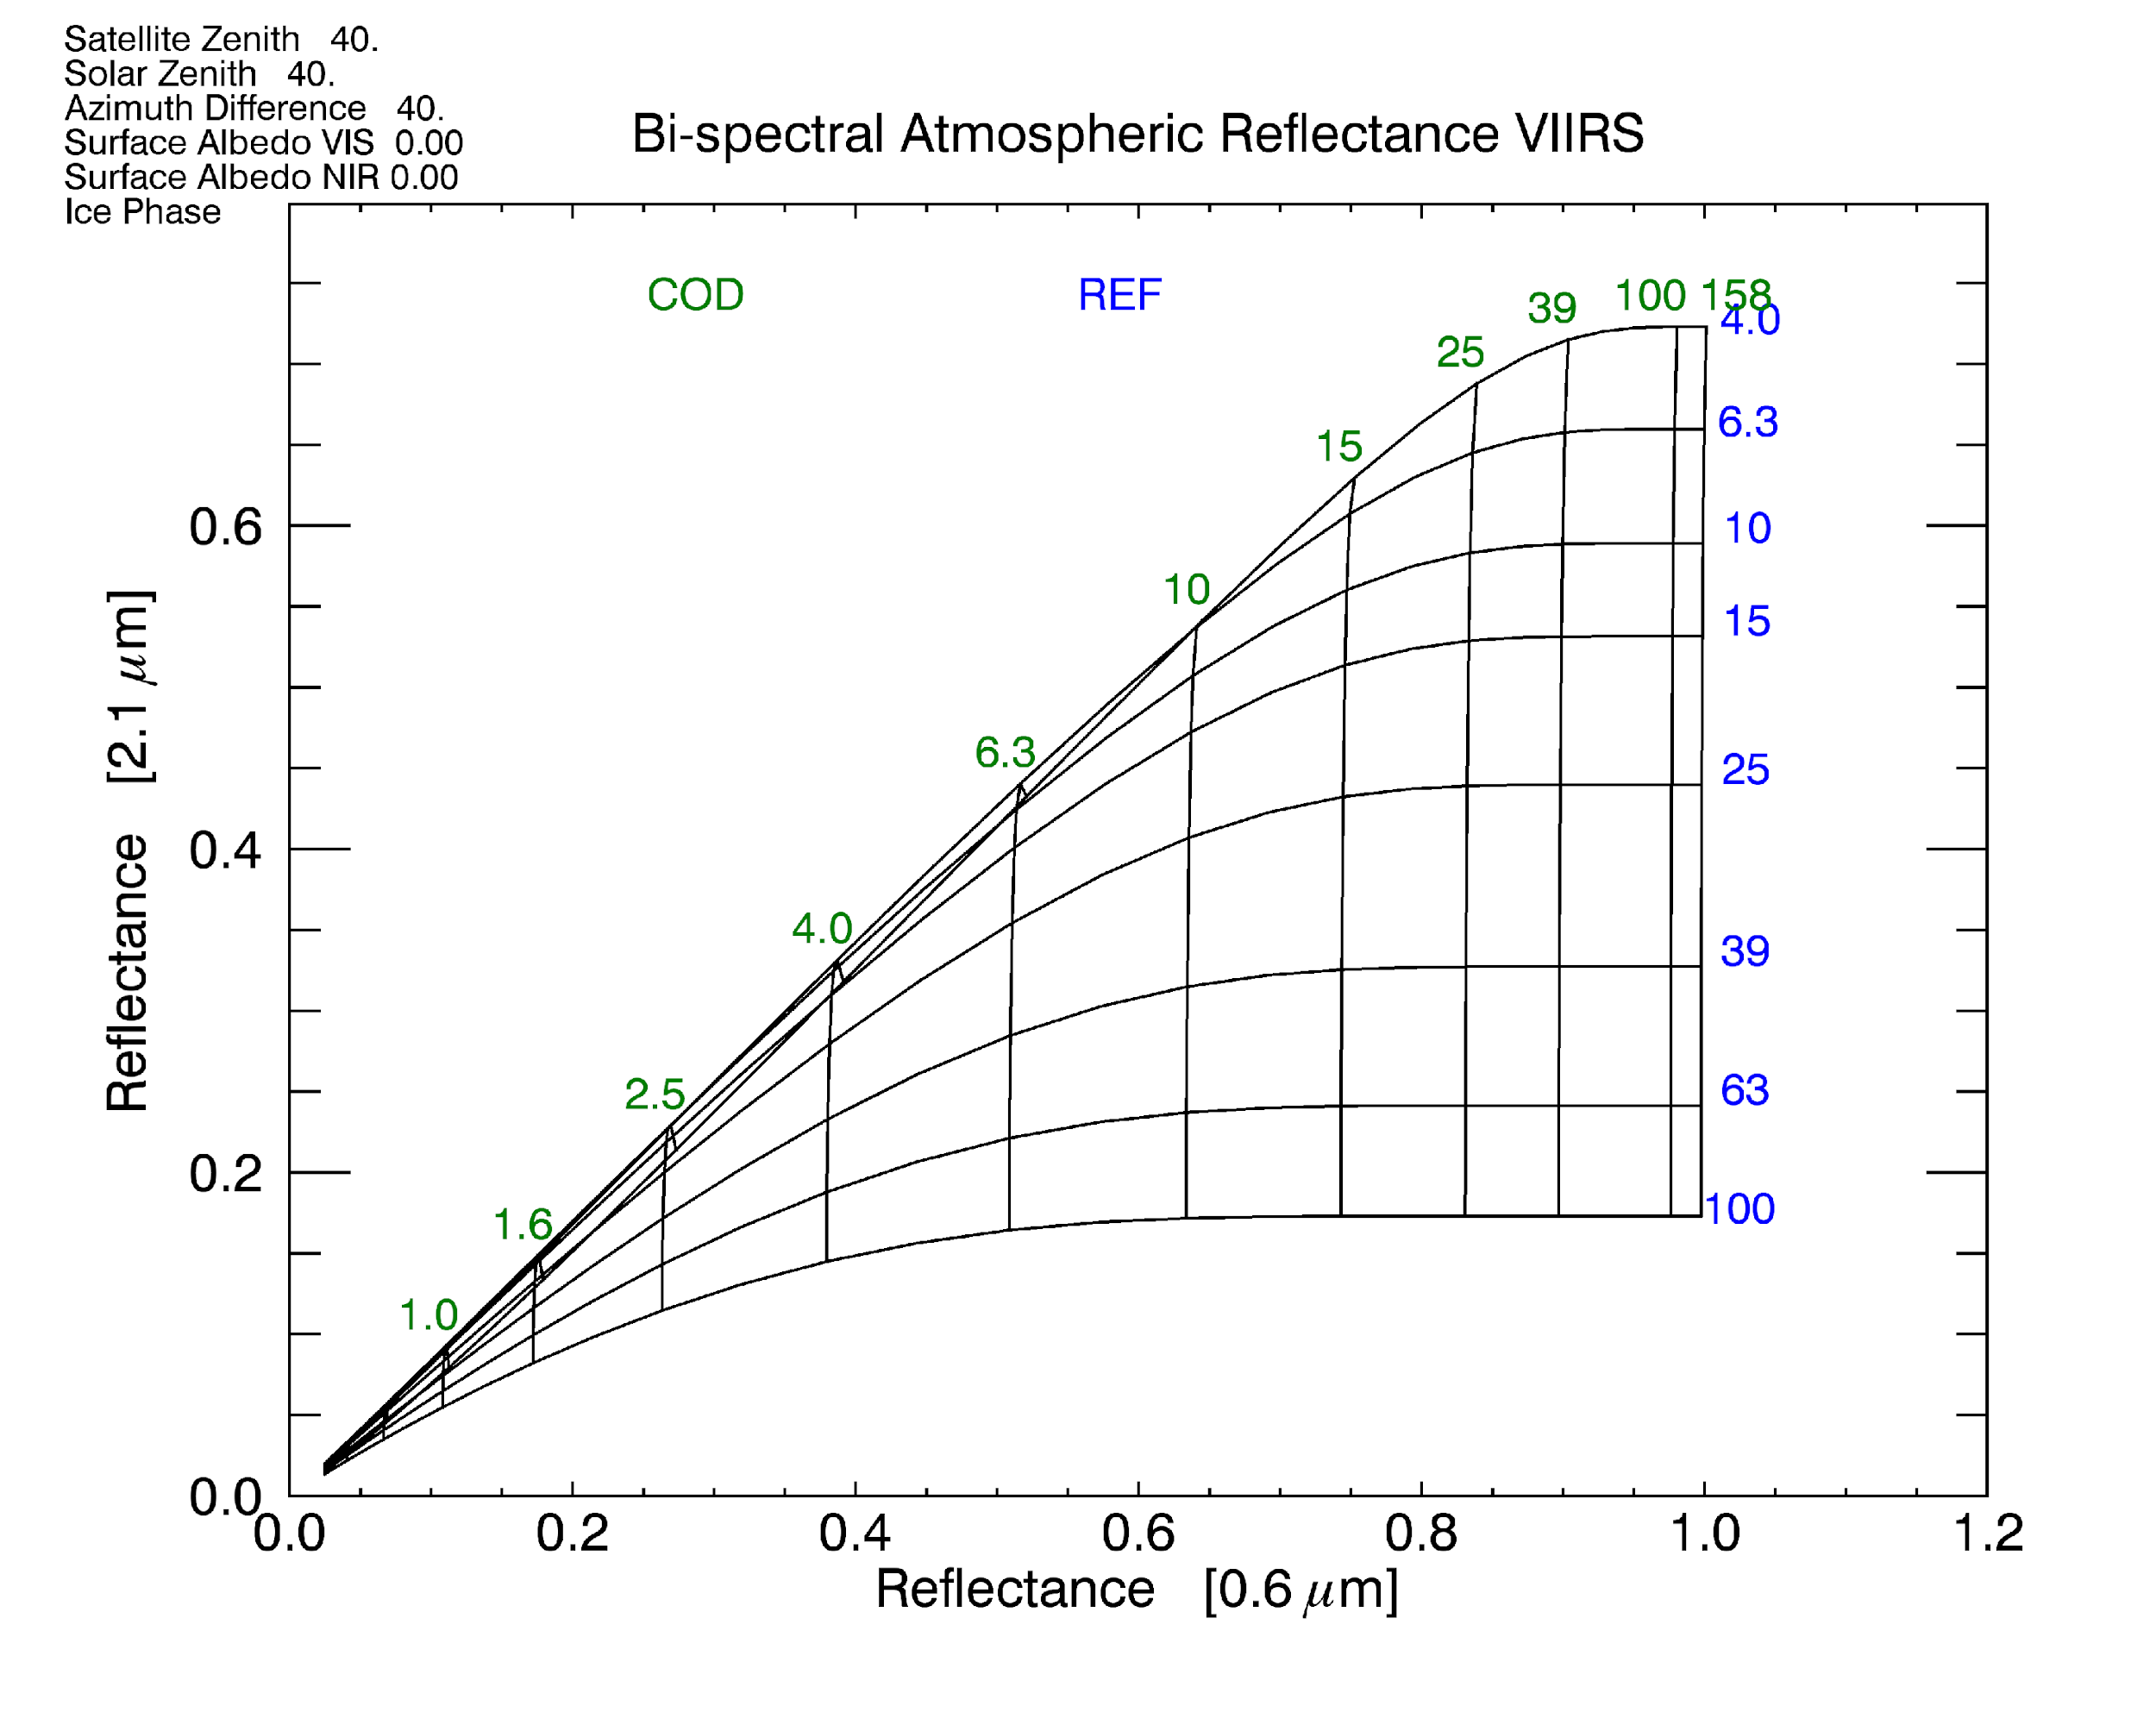 Satellite Zenith 40.
Solar Zenith 40.
Azimuth Difference 40.
Surface Albedo VIS 0.00
Surface Albedo NIR 0.00
Ice Phase
Bi-spectral Atmospheric Reflectance VIIRS
COD
REF
39
100
158
4.0
25
6.3
15
10
10
15
6.3
25
4.0
39
2.5
63
1.6
100
1.0
0.6
0.4
0.2
0.0
Reflectance [2.1 μm]
0.0
0.2
0.4
0.6
0.8
1.0
1.2
Reflectance [0.6 μm]